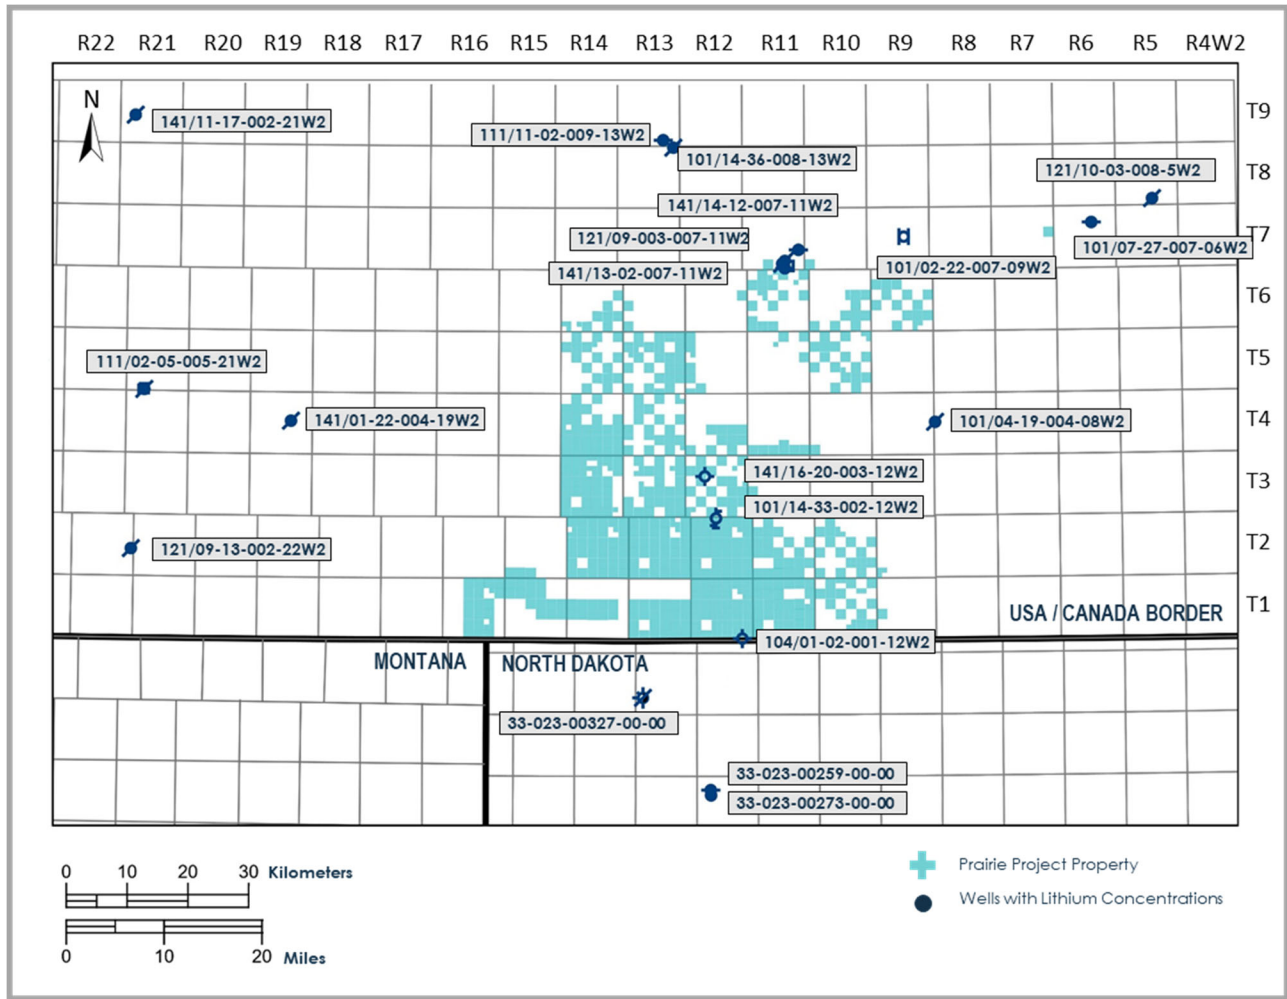 R22 R21 R20 R19 R18 R17 R16 R15 R14 R13 R12 R11 R10 R9 R8 R7 R6 R5 R4W2
N
T9
141/11-17-002-21W2
111/11-02-009-13W2
101/14-36-008-13W2
121/10-03-008-5W2
T8
141/14-12-007-11W2
121/09-003-007-11W2
T7
101/07-27-007-06W2
141/13-02-007-11W2
101/02-22-007-09W2
T6
111/02-05-005-21W2
T5
141/01-22-004-19W2
101/04-19-004-08W2
T4
141/16-20-003-12W2
T3
101/14-33-002-12W2
121/09-13-002-22W2
T2
T1
USA / CANADA BORDER
104/01-02-001-12W2
MONTANA
NORTH DAKOTA
33-023-00327-00-00
33-023-00259-00-00
33-023-00273-00-00
0 10 20 30 Kilometers
0 10 20 Miles
Prairie Project Property
Wells with Lithium Concentrations